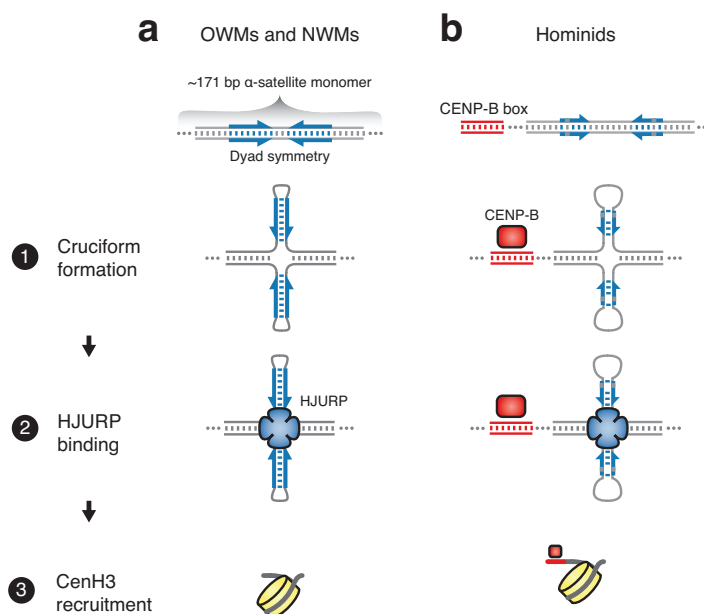 a OWMs and NWMs
b Hominids
~171 bp α-satellite monomer
CENP-B box
Dyad symmetry
CENP-B
1 Cruciform
formation
HJURP
2 HJURP
binding
3 CenH3
recruitment